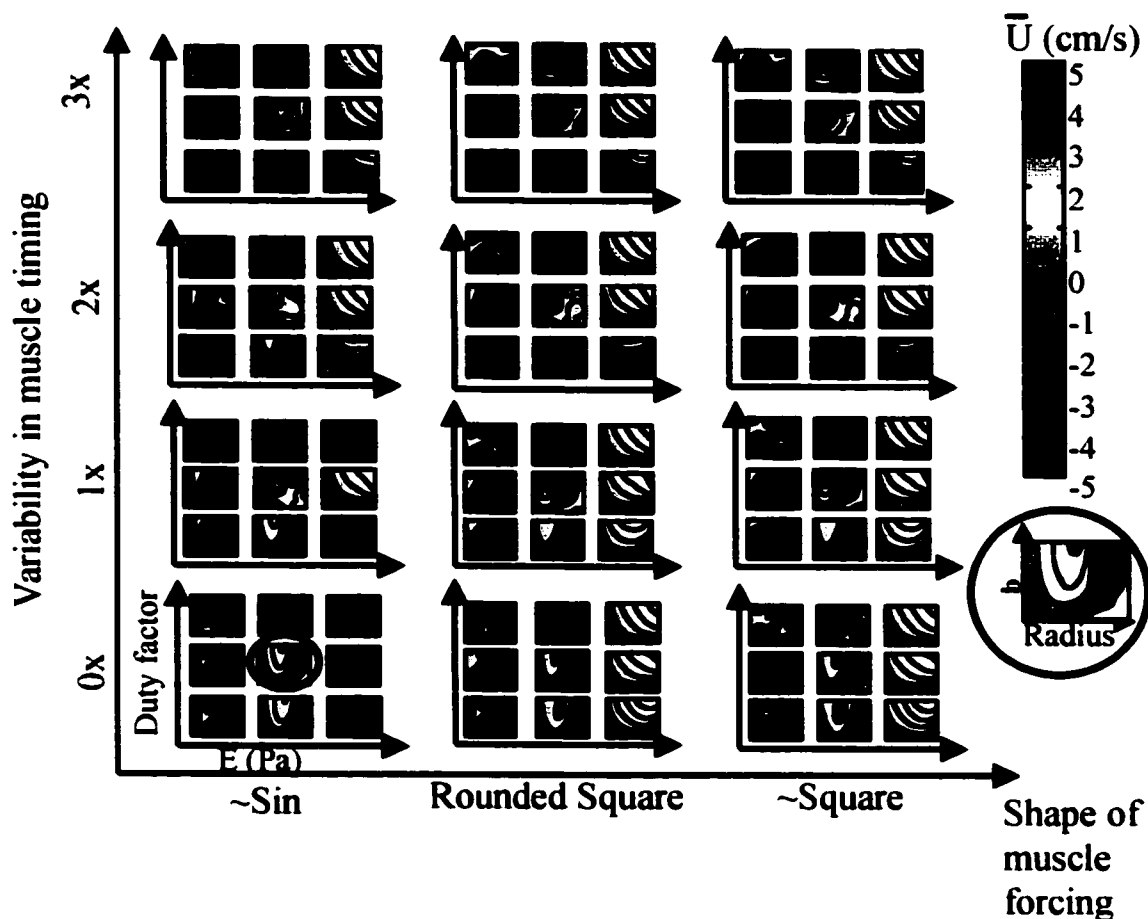 Ū (cm/s)
5
4
3
2
1
0
-1
-2
-3
-4
-5
Variability in muscle timing
3x
2x
1x
0x
Duty factor
E (Pa)
~Sin
Rounded Square
~Square
Shape of
muscle
forcing
Radius